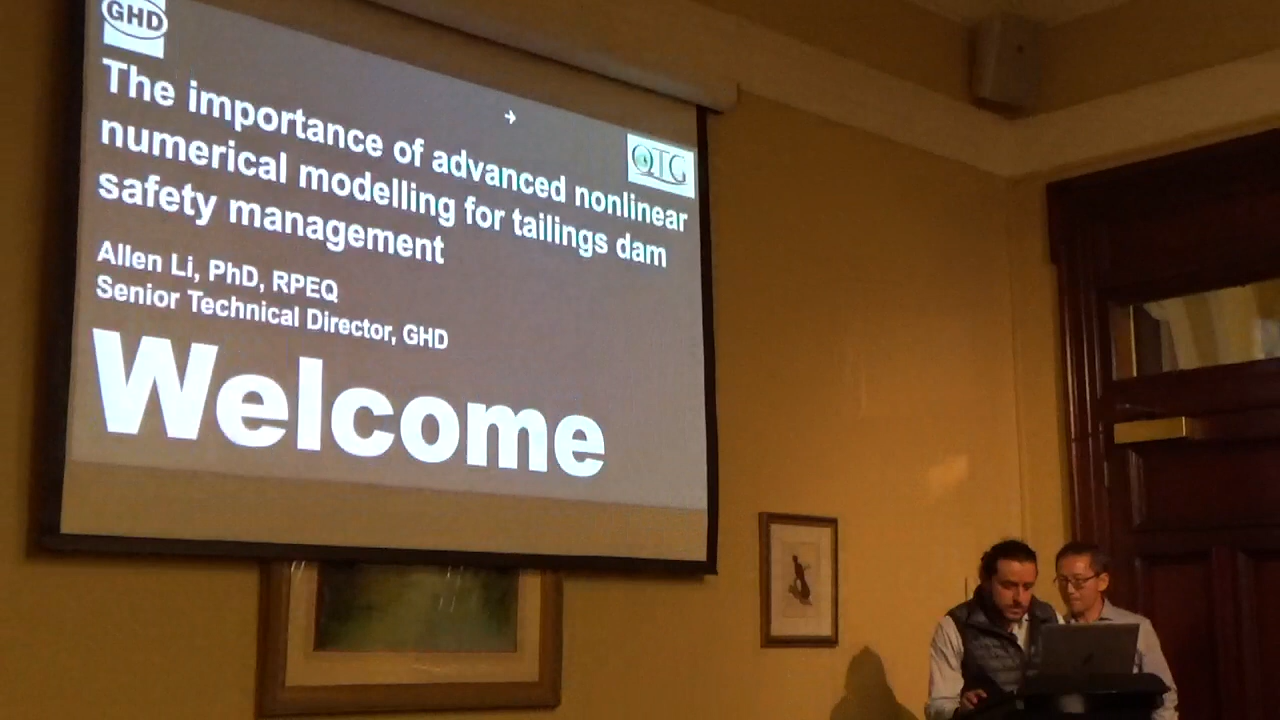 GHD
The importance of advanced nonlinear
numerical modelling for tailings dam
safety management
QTG
Allen Li, PhD, RPEQ
Senior Technical Director, GHD
Welcome